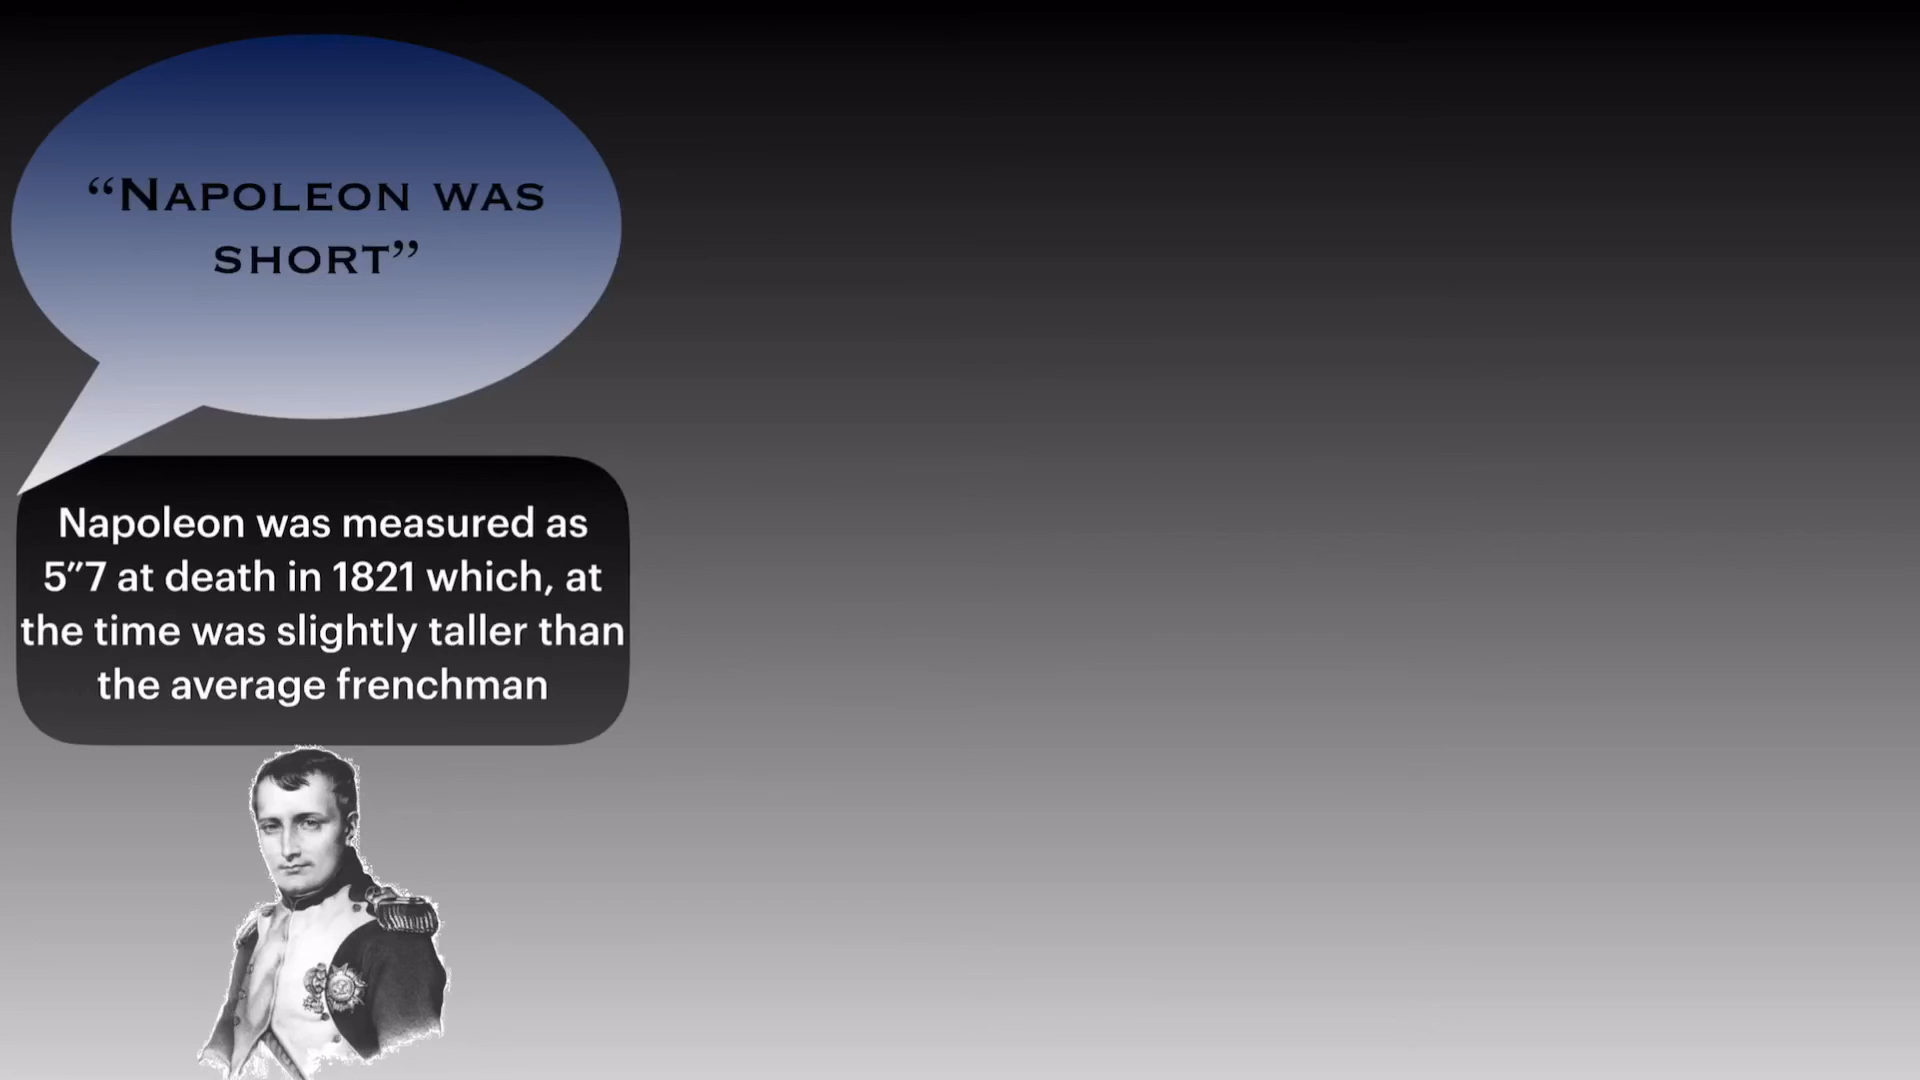 “NAPOLEON WAS
SHORT”
Napoleon was measured as
5”7 at death in 1821 which, at
the time was slightly taller than
the average frenchman